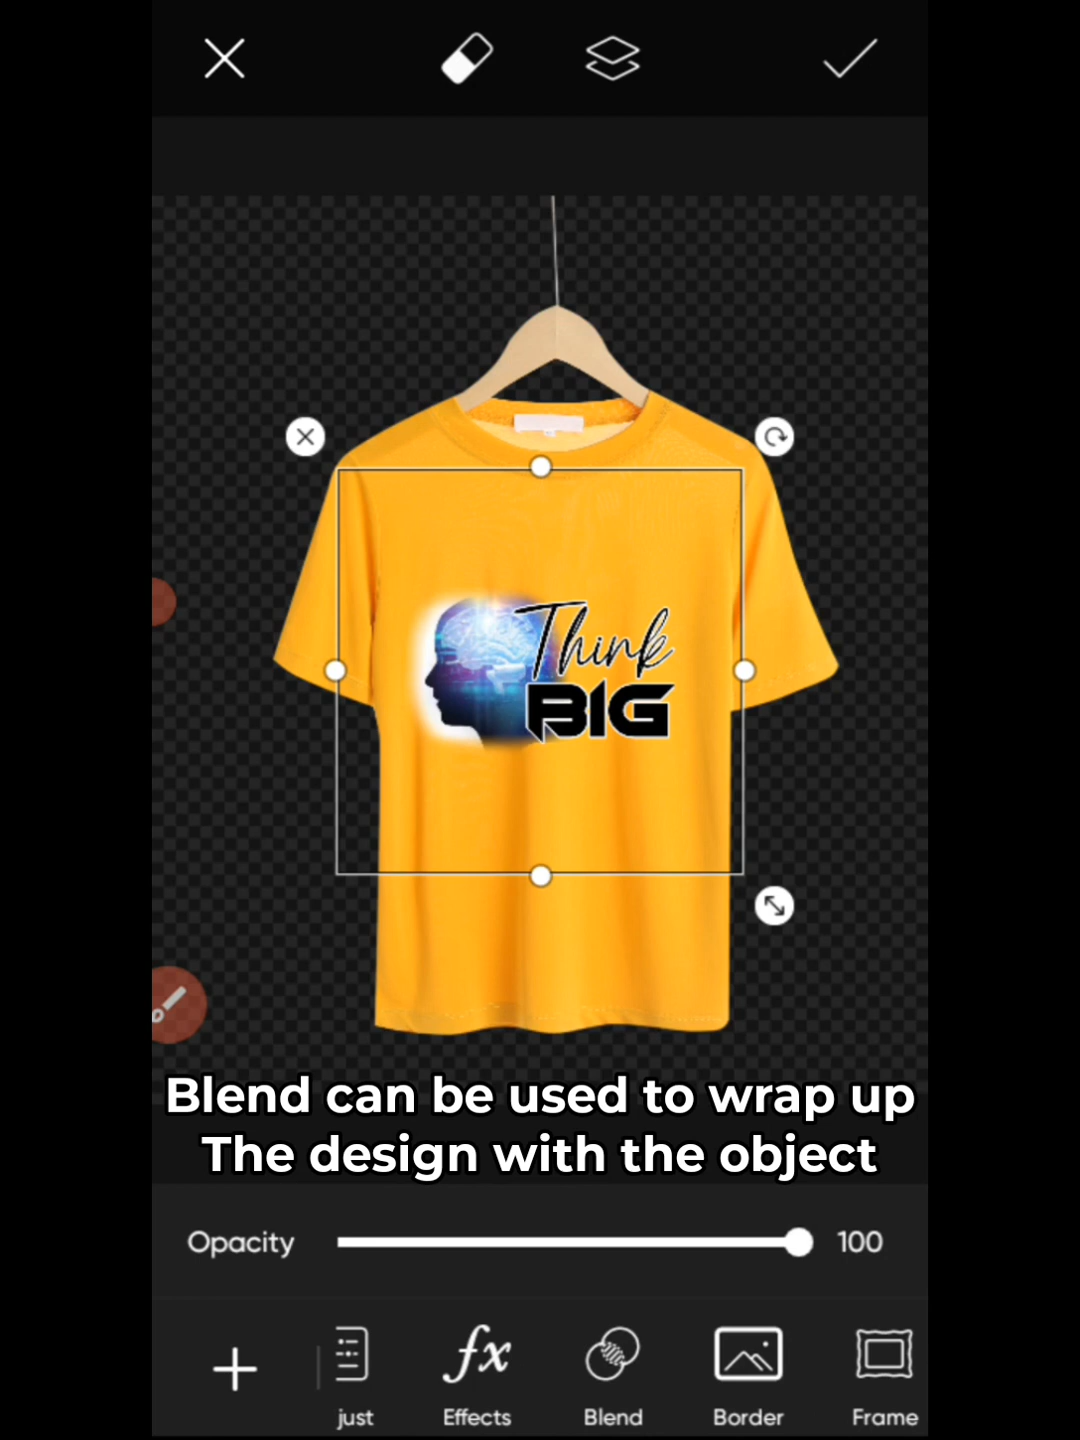 Think
BIG
Blend can be used to wrap up
The design with the object
Opacity
100
just
Effects
Blend
Border
Frame